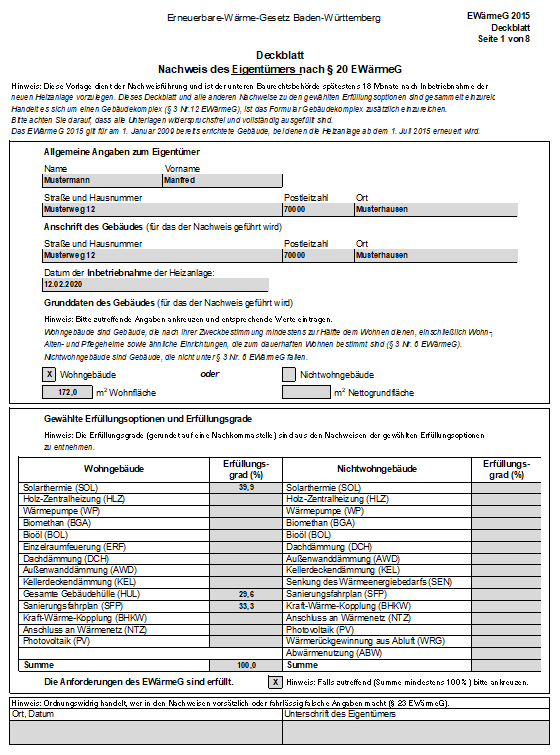 Erneuerbare-Wärme-Gesetz Baden-Württemberg
EWärmeG 2015
Deckblatt
Seite 1 von 8
Deckblatt
Nachweis des Eigentümers nach § 20 EWärmeG
Hinweis: Diese Vorlage dient der Nachweisführung und ist der unteren Baurechtsbehörde spätestens 18 Monate nach Inbetriebnahme der
neuen Heizanlage vorzulegen. Dieses Deckblatt und alle anderen Nachweise zu den gewählten Erfüllungsoptionen sind gesammelt einzureic
Handelt es sich um einen Gebäudekomplex (§ 3 Nr.12 EWärmeG), ist das Formular Gebäudekomplex zusätzlich einzureichen.
Bitte achten Sie darauf, dass alle Unterlagen widerspruchsfrei und vollständig ausgefüllt sind.
Das EWärmeG 2015 gilt für am 1. Januar 2009 bereits errichtete Gebäude, bei denen die Heizanlage ab dem 1. Juli 2015 erneuert wird.
Allgemeine Angaben zum Eigentümer
Name Vorname
Mustermann Manfred
Straße und Hausnummer Postleitzahl Ort
Musterweg 12 70000 Musterhausen
Anschrift des Gebäudes (für das der Nachweis geführt wird)
Straße und Hausnummer Postleitzahl Ort
Musterweg 12 70000 Musterhausen
Datum der Inbetriebnahme der Heizanlage:
12.02.2020
Grunddaten des Gebäudes (für das der Nachweis geführt wird)
Hinweis: Bitte zutreffende Angaben ankreuzen und entsprechende Werte eintragen.
Wohngebäude sind Gebäude, die nach ihrer Zweckbestimmung mindestens zur Hälfte dem Wohnen dienen, einschließlich Wohn-,
Alten- und Pflegeheime sowie ähnliche Einrichtungen, die zum dauerhaften Wohnen bestimmt sind (§ 3 Nr. 6 EWärmeG).
Nichtwohngebäude sind Gebäude, die nicht unter § 3 Nr. 6 EWärmeG fallen.
X Wohngebäude oder Nichtwohngebäude
172,0 m² Wohnfläche m² Nettogrundfläche
Gewählte Erfüllungsoptionen und Erfüllungsgrade
Hinweis: Die Erfüllungsgrade (gerundet auf eine Nachkommastelle) sind aus den Nachweisen der gewählten Erfüllungsoptionen
zu entnehmen.
Wohngebäude Erfüllungs-grad (%) Nichtwohngebäude Erfüllungs-grad (%)
Solarthermie (SOL) 39,9 Solarthermie (SOL)
Holz-Zentralheizung (HLZ) Holz-Zentralheizung (HLZ)
Wärmepumpe (WP) Wärmepumpe (WP)
Biomethan (BGA) Biomethan (BGA)
Bioöl (BOL) Bioöl (BOL)
Einzelraumfeuerung (ERF) Dachdämmung (DCH)
Dachdämmung (DCH) Außenwanddämmung (AWD)
Außenwanddämmung (AWD) Kellerdeckendämmung (KEL)
Kellerdeckendämmung (KEL) Senkung des Wärmeenergiebedarfs (SEN)
Gesamte Gebäudehülle (HUL) 29,6 Sanierungsfahrplan (SFP)
Sanierungsfahrplan (SFP) 33,3 Kraft-Wärme-Kopplung (BHKW)
Kraft-Wärme-Kopplung (BHKW) Anschluss an Wärmenetz (NTZ)
Anschluss an Wärmenetz (NTZ) Photovoltaik (PV)
Photovoltaik (PV) Wärmerückgewinnung aus Abluft (WRG)
Abwärmenutzung (ABW)
Summe 100,0 Summe
Die Anforderungen des EWärmeG sind erfüllt. X Hinweis: Falls zutreffend (Summe mindestens 100%) bitte ankreuzen.
Hinweis: Ordnungswidrig handelt, wer in den Nachweisen vorsätzlich oder fahrlässig falsche Angaben macht (§ 23 EWärmeG).
Ort, Datum Unterschrift des Eigentümers